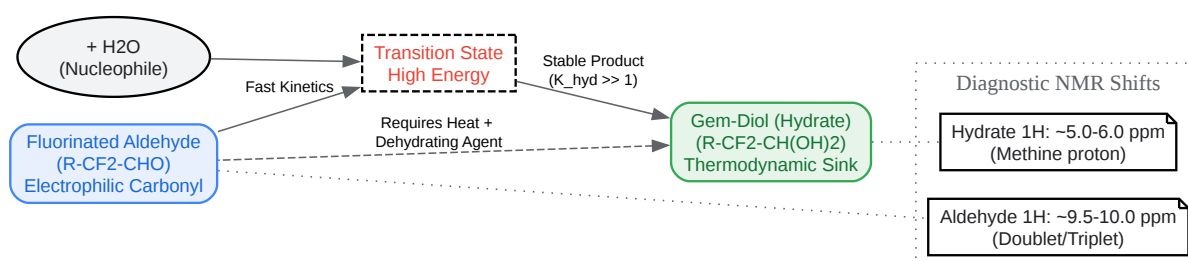 + H2O
(Nucleophile)
Fluorinated Aldehyde
(R-CF2-CHO)
Electrophilic Carbonyl
Fast Kinetics
Transition State
High Energy
Stable Product
(K_hyd >> 1)
Requires Heat +
Dehydrating Agent
Gem-Diol (Hydrate)
(R-CF2-CH(OH)2)
Thermodynamic Sink
Diagnostic NMR Shifts
Hydrate 1H: ~5.0-6.0 ppm
(Methine proton)
Aldehyde 1H: ~9.5-10.0 ppm
(Doublet/Triplet)